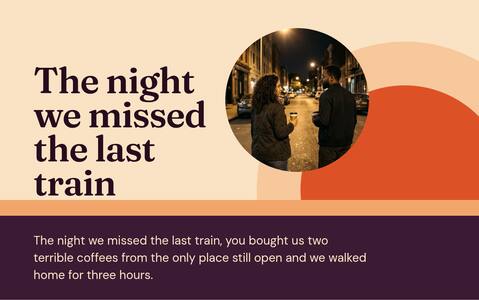 The night
we missed
the last
train
The night we missed the last train, you bought us two
terrible coffees from the only place still open and we walked
home for three hours.